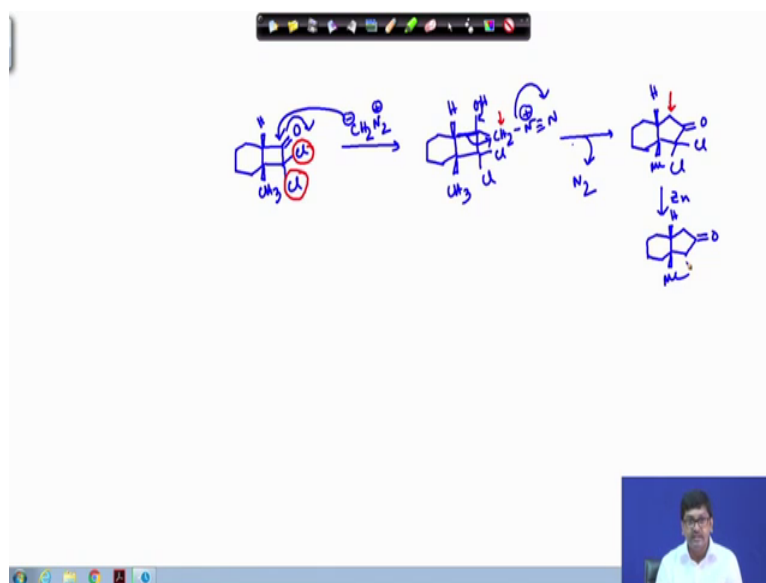 H
O
Cl
Cl
CH3
⊖CH2N2⊕
H
OH
CH2-N≡N
⊕
Cl
Cl
CH3
N2
H
O
Cl
Cl
Me
Zn
H
O
Me